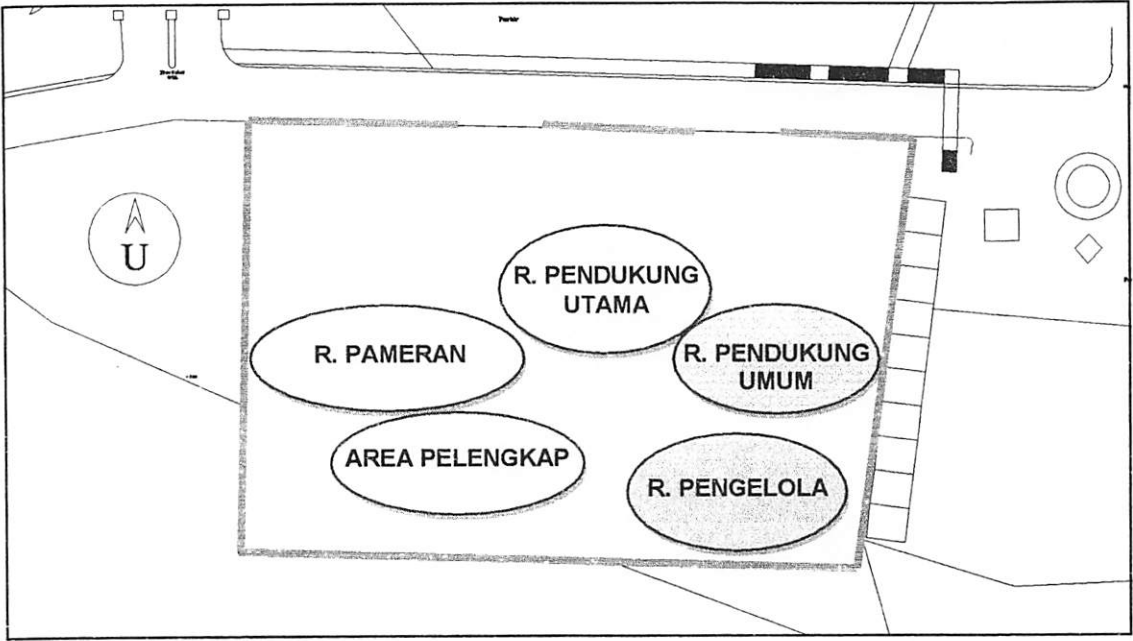 U
R. PENDUKUNG
UTAMA
R. PAMERAN
R. PENDUKUNG
UMUM
AREA PELENGKAP
R. PENGELOLA